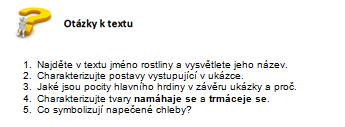 Otázky k textu
1. Najděte v textu jméno rostliny a vysvětlete jeho název.
2. Charakterizujte postavy vystupující v ukázce.
3. Jaké jsou pocity hlavního hrdiny v závěru ukázky a proč.
4. Charakterizujte tvary namáhaje se a trmáceje se.
5. Co symbolizují napečené chleby?